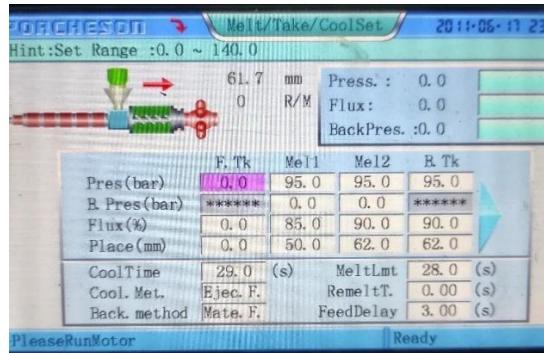 PORCHESON Melt/Take/CoolSet 2011-06-17 23
Hint:Set Range :0.0 ~ 140.0
61.7 mm Press. : 0.0
0 R/M Flux: 0.0
BackPres. :0.0
F. Tk Mel1 Mel2 B. Tk
Pres(bar) 0.0 95.0 95.0 95.0
B. Pres(bar) ****** 0.0 0.0 ******
Flux(%) 0.0 85.0 90.0 90.0
Place(mm) 0.0 50.0 62.0 62.0
CoolTime 29.0 (s) MeltLmt 28.0 (s)
Cool. Met. Ejec. F. RemeltT. 0.00 (s)
Back. method Mate. F. FeedDelay 3.00 (s)
PleaseRunMotor Ready